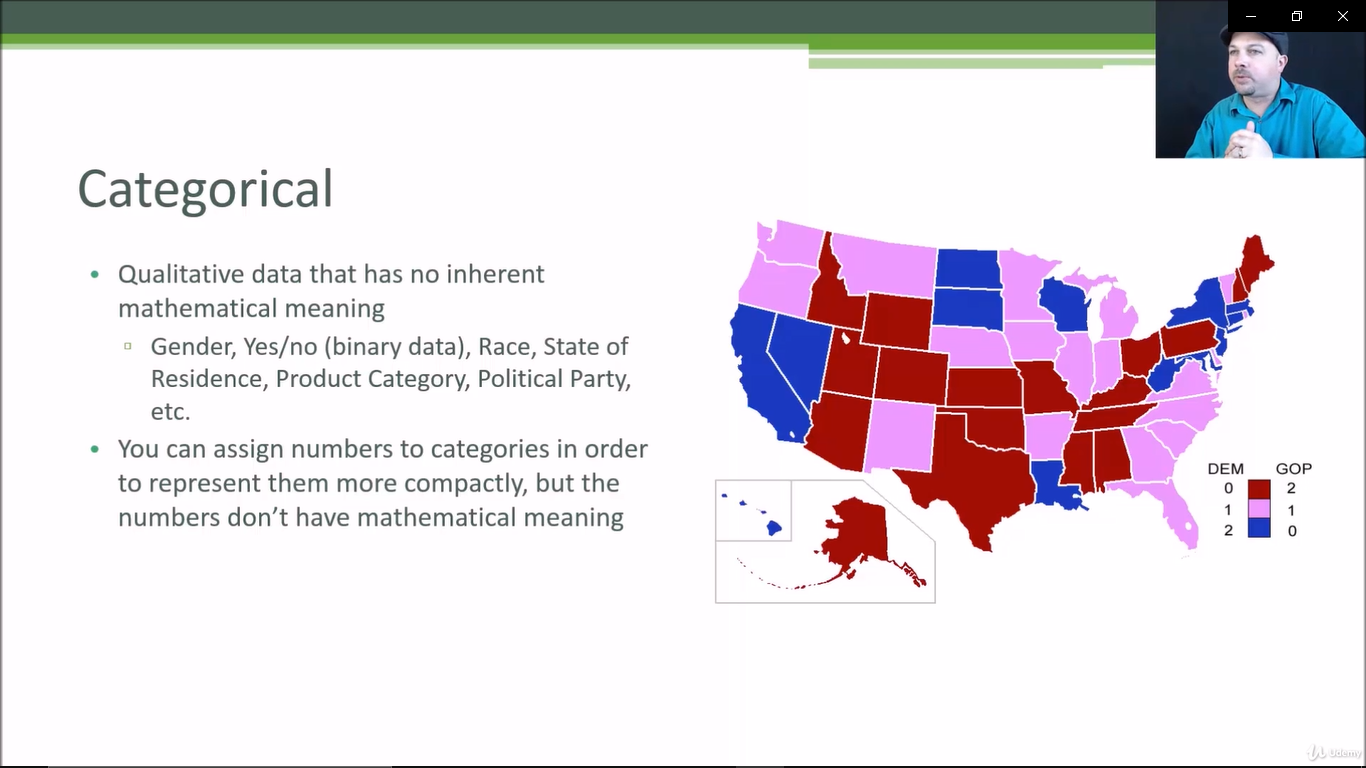 Categorical
• Qualitative data that has no inherent
mathematical meaning
▫ Gender, Yes/no (binary data), Race, State of
Residence, Product Category, Political Party,
etc.
• You can assign numbers to categories in order
to represent them more compactly, but the
numbers don’t have mathematical meaning
DEM GOP
0 2
1 1
2 0
Udemy